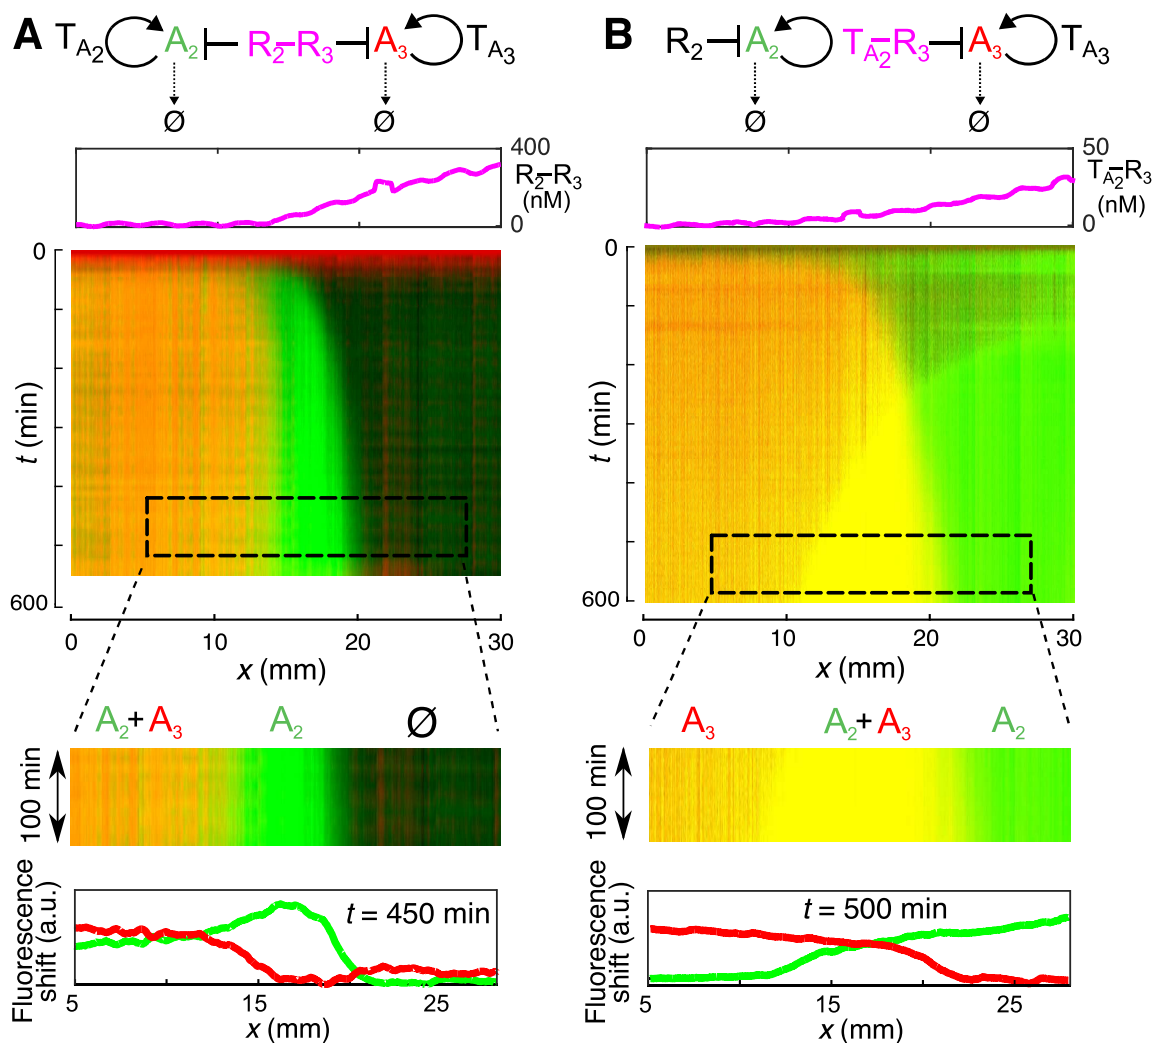 A
T_A₂ A₂ R₂–R₃ A₃ T_A₃
Ø Ø
400
R₂–R₃
(nM)
0
0
t (min)
600
0 10 20 30
x (mm)
A₂+A₃ A₂ Ø
100 min
Fluorescence
shift (a.u.)
t = 450 min
5 15 25
x (mm)
B
R₂ A₂ T_A₂–R₃ A₃ T_A₃
Ø Ø
50
T_A₂–R₃
(nM)
0
0
t (min)
600
0 10 20 30
x (mm)
A₃ A₂+A₃ A₂
100 min
Fluorescence
shift (a.u.)
t = 500 min
5 15 25
x (mm)